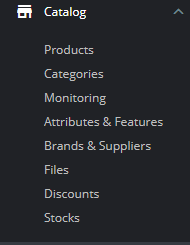 Catalog
Products
Categories
Monitoring
Attributes & Features
Brands & Suppliers
Files
Discounts
Stocks